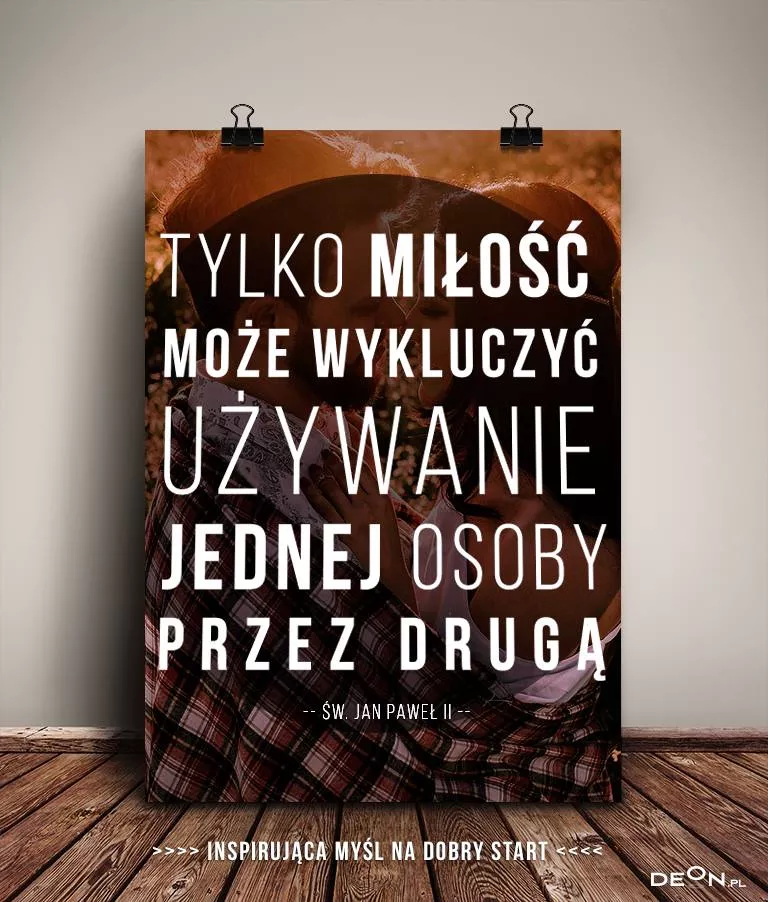 TYLKO MIŁOŚĆ
MOŻE WYKLUCZYĆ
UŻYWANIE
JEDNEJ OSOBY
PRZEZ DRUGĄ
-- ŚW. JAN PAWEŁ II --
>>>> INSPIRUJĄCA MYŚL NA DOBRY START <<<<
DEON.PL